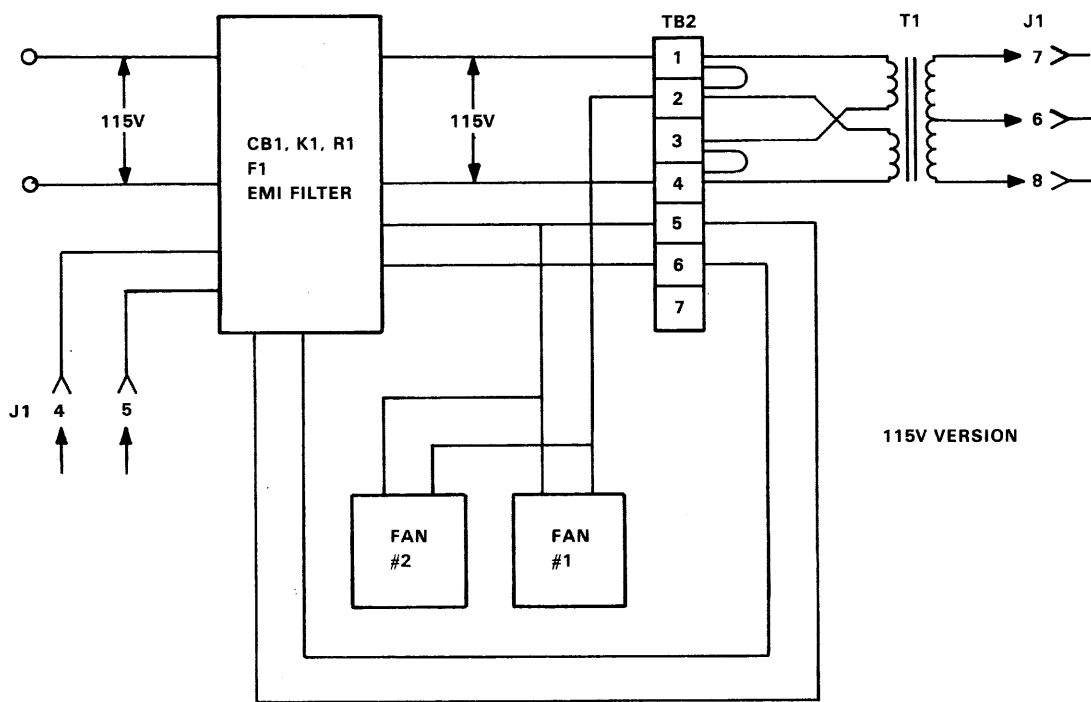 TB2
T1
J1
1
2
3
4
5
6
7
7
6
8
115V
115V
CB1, K1, R1
F1
EMI FILTER
J1 4 5
115V VERSION
FAN
#2
FAN
#1